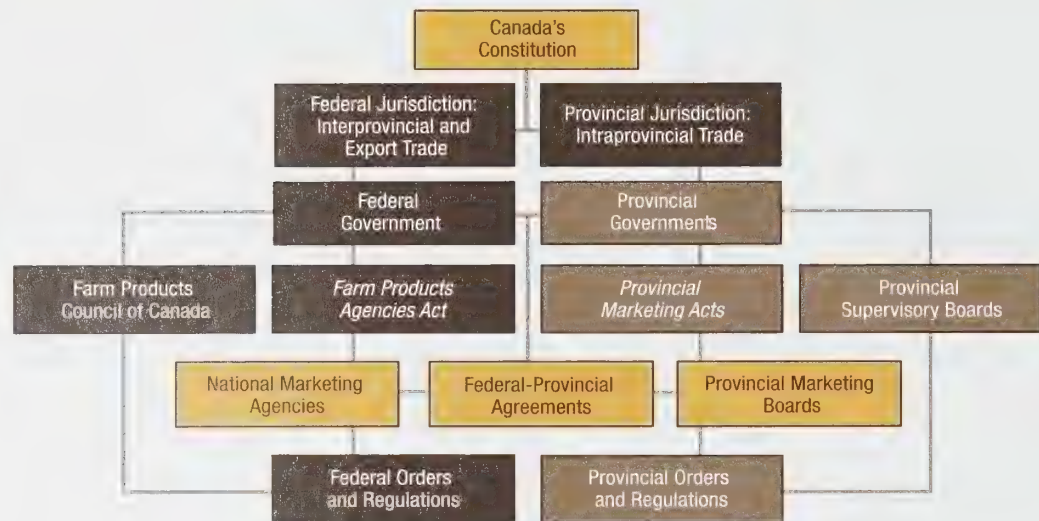 Canada's
Constitution
Federal Jurisdiction:
Interprovincial and
Export Trade
Provincial Jurisdiction:
Intraprovincial Trade
Federal
Government
Provincial
Governments
Farm Products
Council of Canada
Farm Products
Agencies Act
Provincial
Marketing Acts
Provincial
Supervisory Boards
National Marketing
Agencies
Federal-Provincial
Agreements
Provincial Marketing
Boards
Federal Orders
and Regulations
Provincial Orders
and Regulations